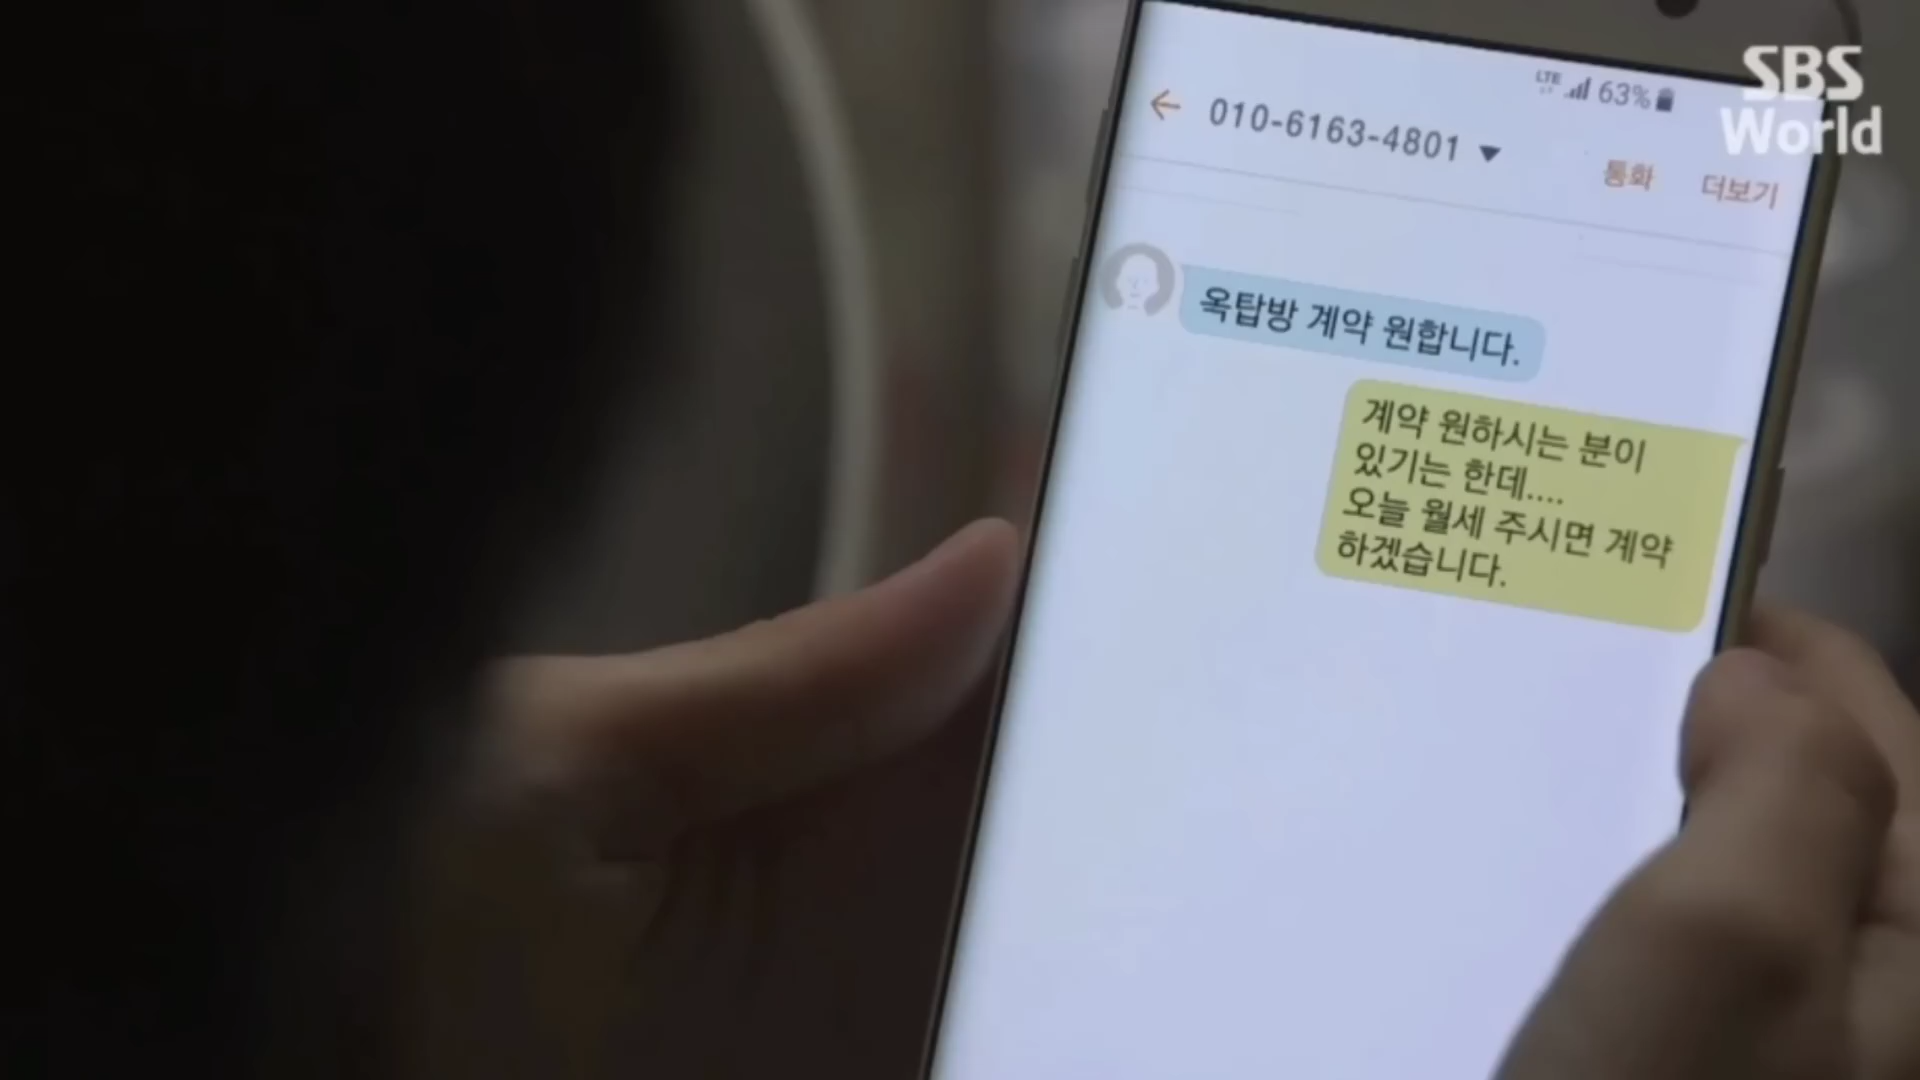 SBS
World
LTE 63%
010-6163-4801
통화 더보기
옥탑방 계약 원합니다.
계약 원하시는 분이
있기는 한데....
오늘 월세 주시면 계약
하겠습니다.